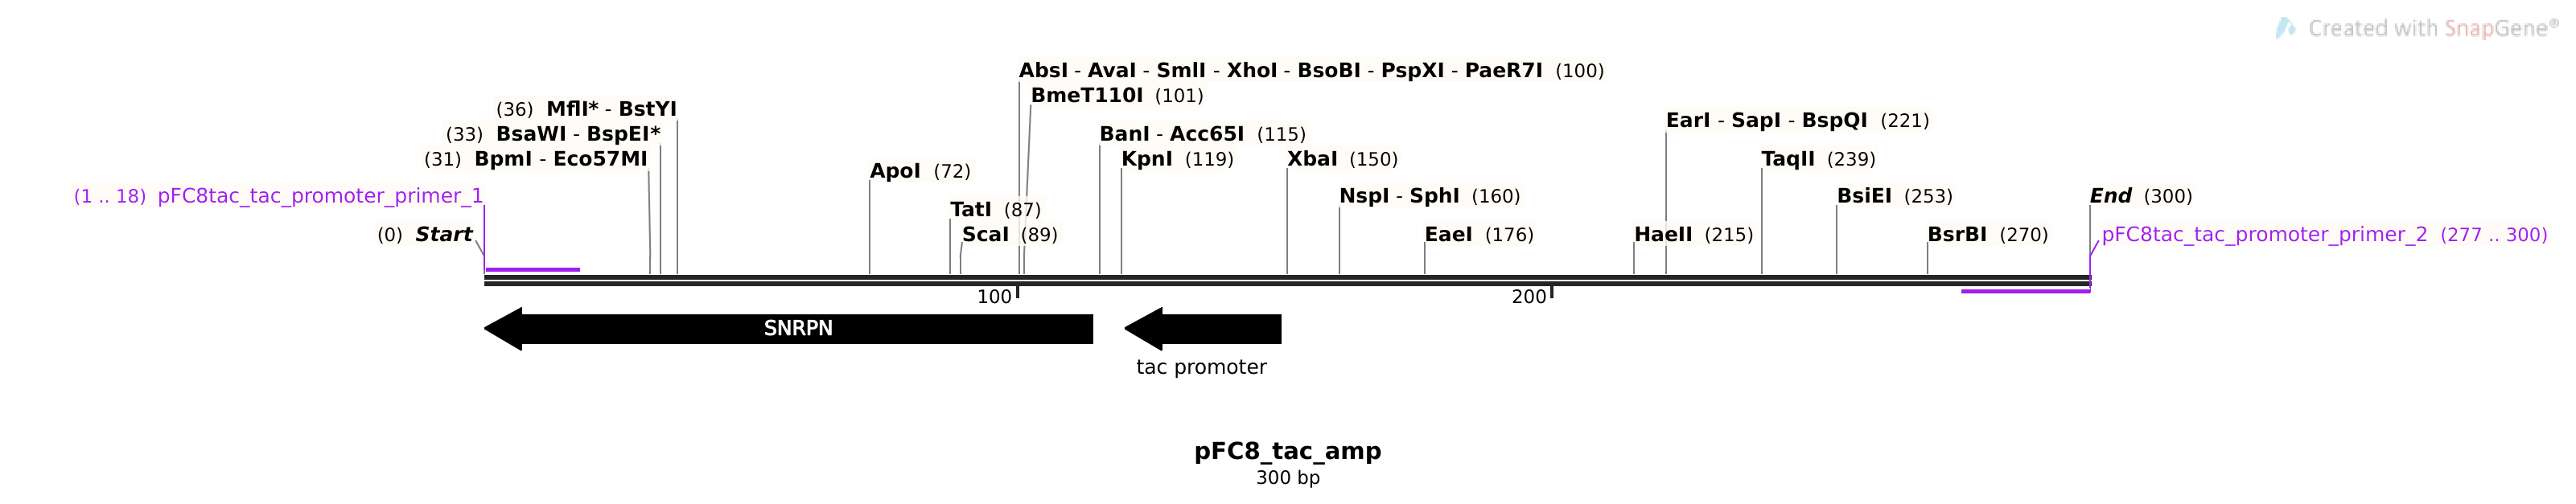 Created with SnapGene®
AbsI - AvaI - SmlI - XhoI - BsoBI - PspXI - PaeR7I (100)
BmeT110I (101)
(36) MflI* - BstYI
(33) BsaWI - BspEI*
(31) BpmI - Eco57MI
BanI - Acc65I (115)
KpnI (119)
XbaI (150)
EarI - SapI - BspQI (221)
TaqII (239)
ApoI (72)
(1 .. 18) pFC8tac_tac_promoter_primer_1
NspI - SphI (160)
BsiEI (253)
End (300)
TatI (87)
(0) Start
ScaI (89)
EaeI (176)
HaeII (215)
BsrBI (270)
pFC8tac_tac_promoter_primer_2 (277 .. 300)
100
200
SNRPN
tac promoter
pFC8_tac_amp
300 bp